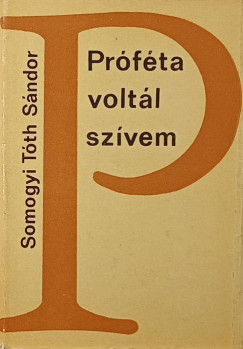 Próféta
voltál
szívem
Somogyi Tóth Sándor
P